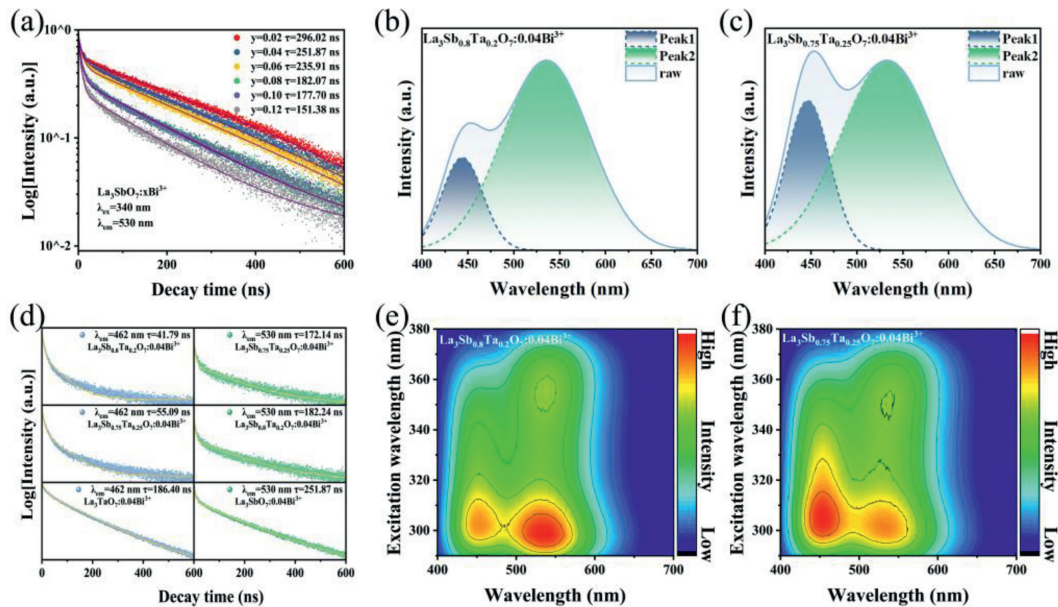 (a)
10⁰
10⁻¹
10⁻²
Log[Intensity (a.u.)]
y=0.02 τ=296.02 ns
y=0.04 τ=251.87 ns
y=0.06 τ=235.91 ns
y=0.08 τ=182.07 ns
y=0.10 τ=177.70 ns
y=0.12 τ=151.38 ns
La₃SbO₇:xBi³⁺
λₑₓ=340 nm
λₑₘ=530 nm
0 200 400 600
Decay time (ns)
(b)
La₃Sb₀.₈Ta₀.₂O₇:0.04Bi³⁺
Peak1
Peak2
raw
Intensity (a.u.)
400 450 500 550 600 650 700
Wavelength (nm)
(c)
La₃Sb₀.₇₅Ta₀.₂₅O₇:0.04Bi³⁺
Peak1
Peak2
raw
Intensity (a.u.)
400 450 500 550 600 650 700
Wavelength (nm)
(d)
Log[Intensity (a.u.)]
λₑₘ=462 nm τ=41.79 ns
La₃Sb₀.₈Ta₀.₂O₇:0.04Bi³⁺
λₑₘ=530 nm τ=172.14 ns
La₃Sb₀.₇₅Ta₀.₂₅O₇:0.04Bi³⁺
λₑₘ=462 nm τ=55.09 ns
La₃Sb₀.₇₅Ta₀.₂₅O₇:0.04Bi³⁺
λₑₘ=530 nm τ=182.24 ns
La₃Sb₀.₈Ta₀.₂O₇:0.04Bi³⁺
λₑₘ=462 nm τ=186.40 ns
La₃TaO₇:0.04Bi³⁺
λₑₘ=530 nm τ=251.87 ns
La₃SbO₇:0.04Bi³⁺
0 200 400 600 200 400 600
Decay time (ns)
(e)
La₃Sb₀.₈Ta₀.₂O₇:0.04Bi³⁺
Excitation wavelength (nm)
380
360
340
320
300
400 500 600 700
Wavelength (nm)
High
Intensity
Low
(f)
La₃Sb₀.₇₅Ta₀.₂₅O₇:0.04Bi³⁺
Excitation wavelength (nm)
380
360
340
320
300
400 500 600 700
Wavelength (nm)
High
Intensity
Low